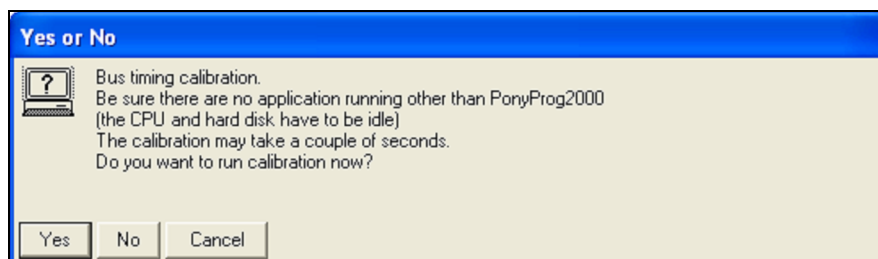 Yes or No
?
Bus timing calibration.
Be sure there are no application running other than PonyProg2000
(the CPU and hard disk have to be idle)
The calibration may take a couple of seconds.
Do you want to run calibration now?
Yes No Cancel